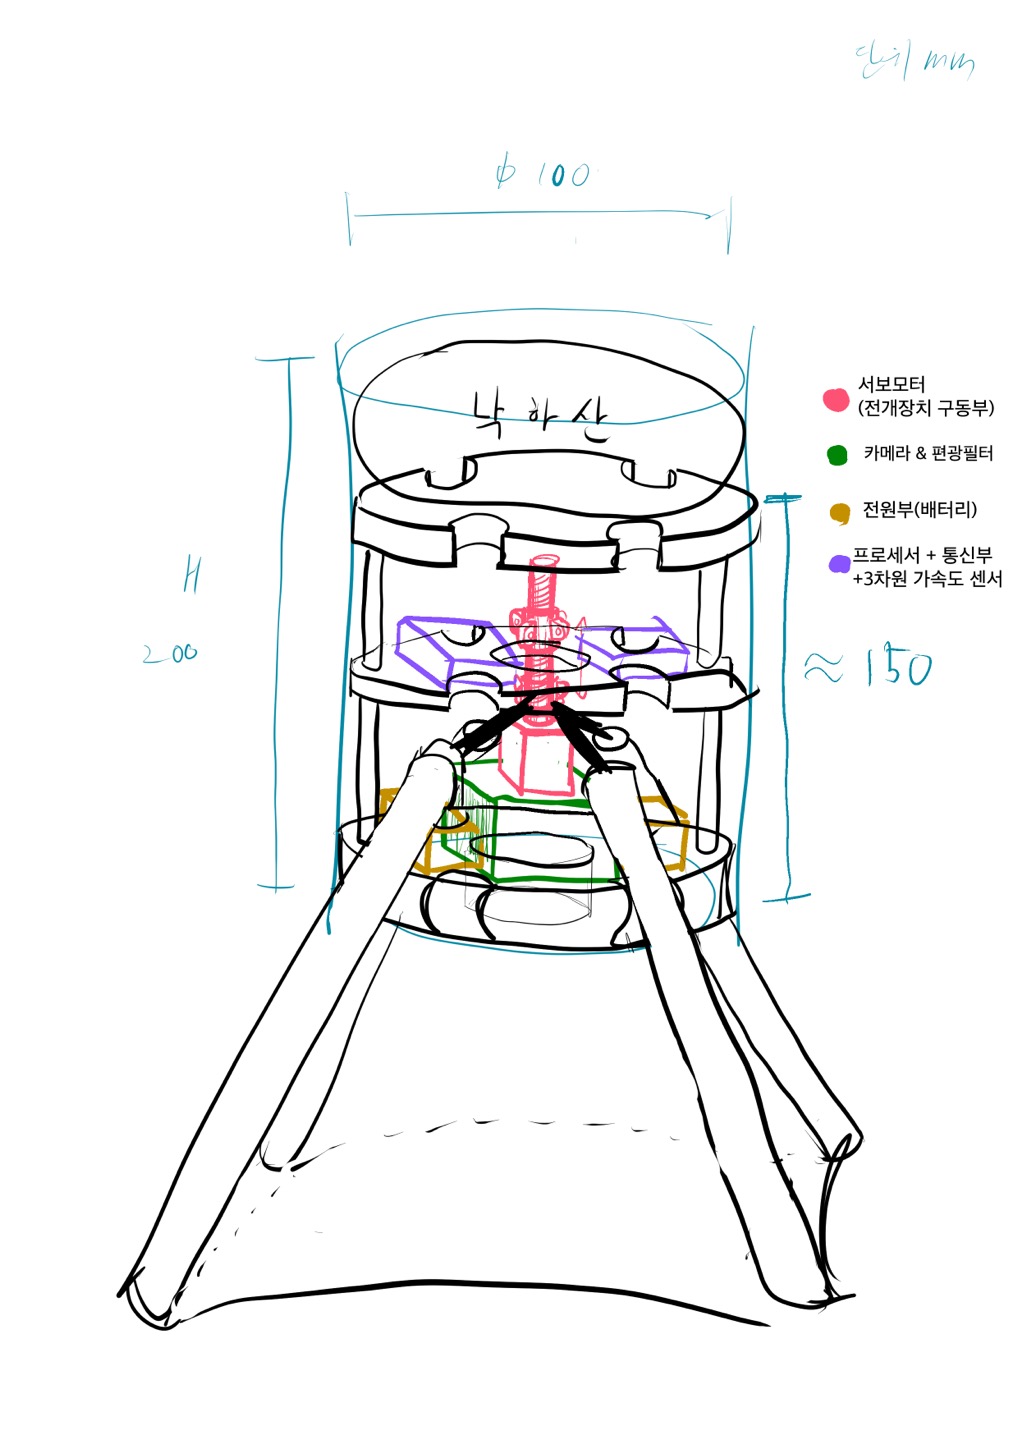 단위 mm
φ 100
낙하산
서보모터
(전개장치 구동부)
카메라 & 편광필터
전원부(배터리)
프로세서 + 통신부
+3차원 가속도 센서
H
200
≈ 150